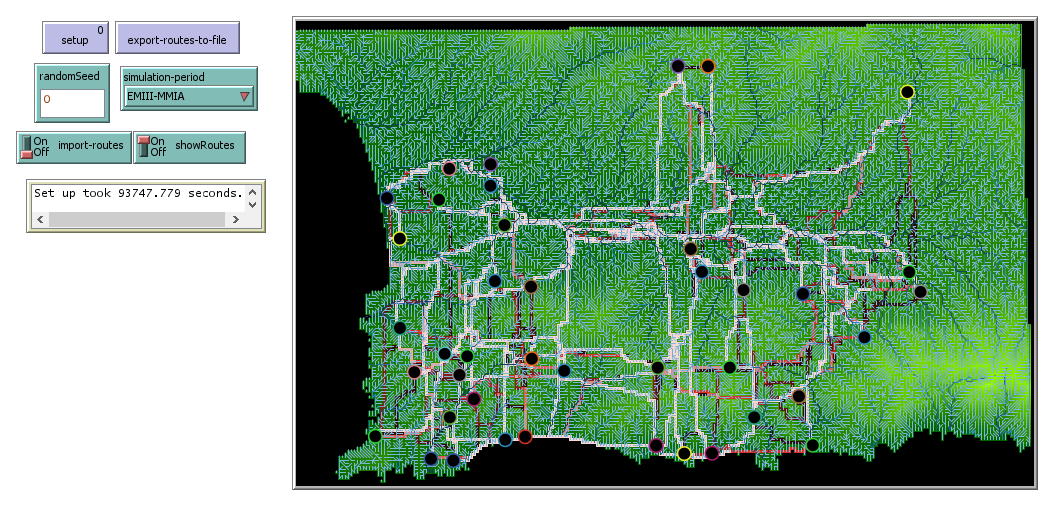 0
setup
export-routes-to-file
randomSeed
0
simulation-period
EMIII-MMIA
On
Off
import-routes
On
Off
showRoutes
Set up took 93747.779 seconds.